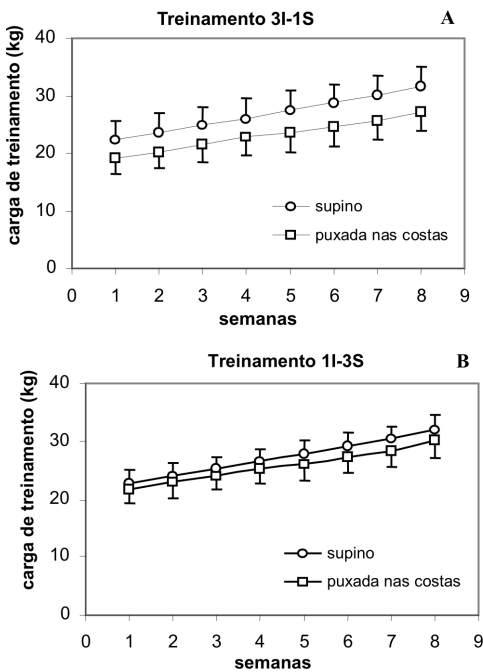 Treinamento 3I-1S
A
carga de treinamento (kg)
40
30
20
10
0
supino
puxada nas costas
0 1 2 3 4 5 6 7 8 9
semanas
Treinamento 1I-3S
B
carga de treinamento (kg)
40
30
20
10
0
supino
puxada nas costas
0 1 2 3 4 5 6 7 8 9
semanas